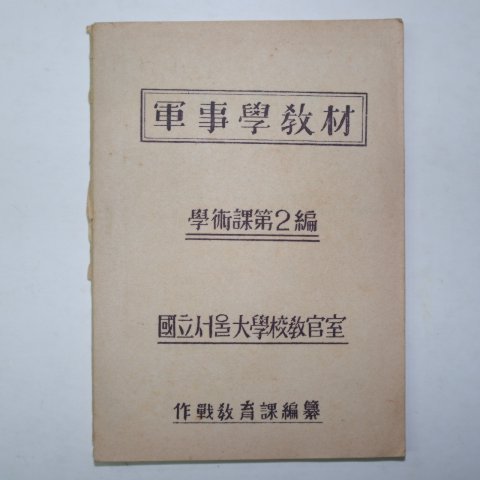 軍事學敎材
學術課第2編
國立서울大學校敎官室
作戰敎育課編纂